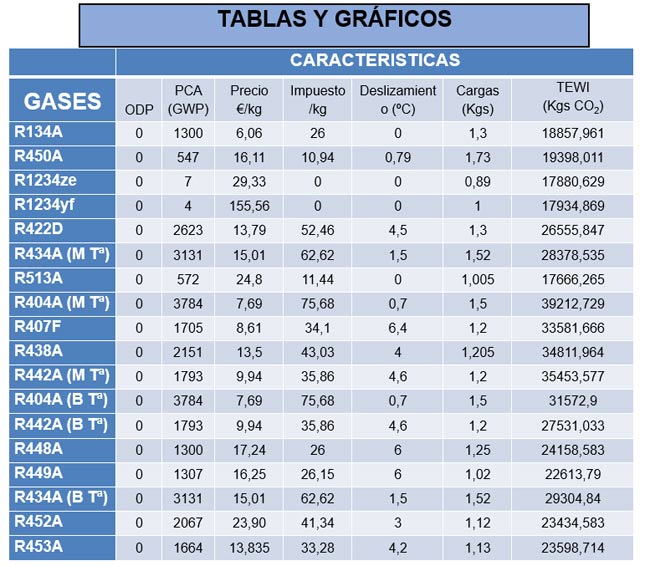 TABLAS Y GRÁFICOS
CARACTERISTICAS
GASES ODP PCA (GWP) Precio €/kg Impuesto /kg Deslizamient o (ºC) Cargas (Kgs) TEWI (Kgs CO₂)
R134A 0 1300 6,06 26 0 1,3 18857,961
R450A 0 547 16,11 10,94 0,79 1,73 19398,011
R1234ze 0 7 29,33 0 0 0,89 17880,629
R1234yf 0 4 155,56 0 0 1 17934,869
R422D 0 2623 13,79 52,46 4,5 1,3 26555,847
R434A (M Tª) 0 3131 15,01 62,62 1,5 1,52 28378,535
R513A 0 572 24,8 11,44 0 1,005 17666,265
R404A (M Tª) 0 3784 7,69 75,68 0,7 1,5 39212,729
R407F 0 1705 8,61 34,1 6,4 1,2 33581,666
R438A 0 2151 13,5 43,03 4 1,205 34811,964
R442A (M Tª) 0 1793 9,94 35,86 4,6 1,2 35453,577
R404A (B Tª) 0 3784 7,69 75,68 0,7 1,5 31572,9
R442A (B Tª) 0 1793 9,94 35,86 4,6 1,2 27531,033
R448A 0 1300 17,24 26 6 1,25 24158,583
R449A 0 1307 16,25 26,15 6 1,02 22613,79
R434A (B Tª) 0 3131 15,01 62,62 1,5 1,52 29304,84
R452A 0 2067 23,90 41,34 3 1,12 23434,583
R453A 0 1664 13,835 33,28 4,2 1,13 23598,714